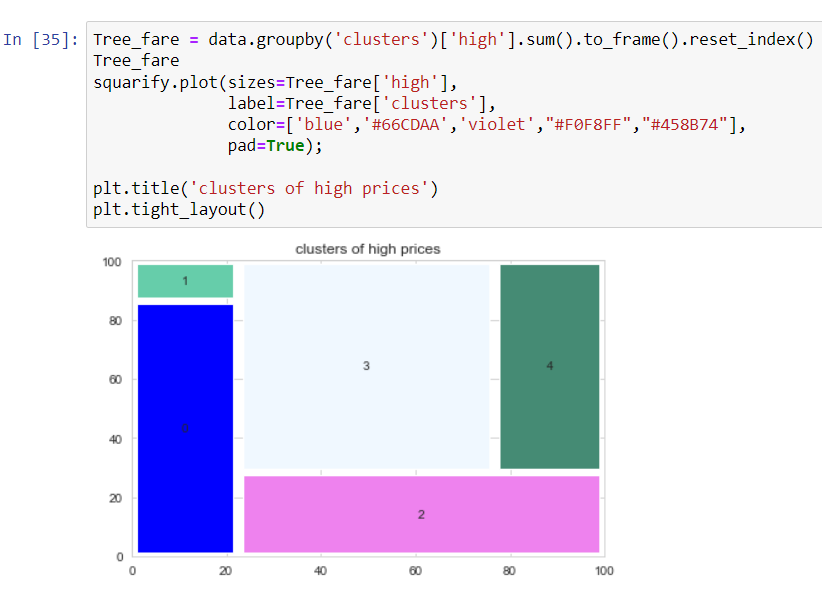 In [35]: Tree_fare = data.groupby('clusters')['high'].sum().to_frame().reset_index()
Tree_fare
squarify.plot(sizes=Tree_fare['high'],
label=Tree_fare['clusters'],
color=['blue','#66CDAA','violet',"#F0F8FF","#458B74"],
pad=True);
plt.title('clusters of high prices')
plt.tight_layout()
clusters of high prices
100
1
80
3
4
60
0
40
20
2
0
0 20 40 60 80 100